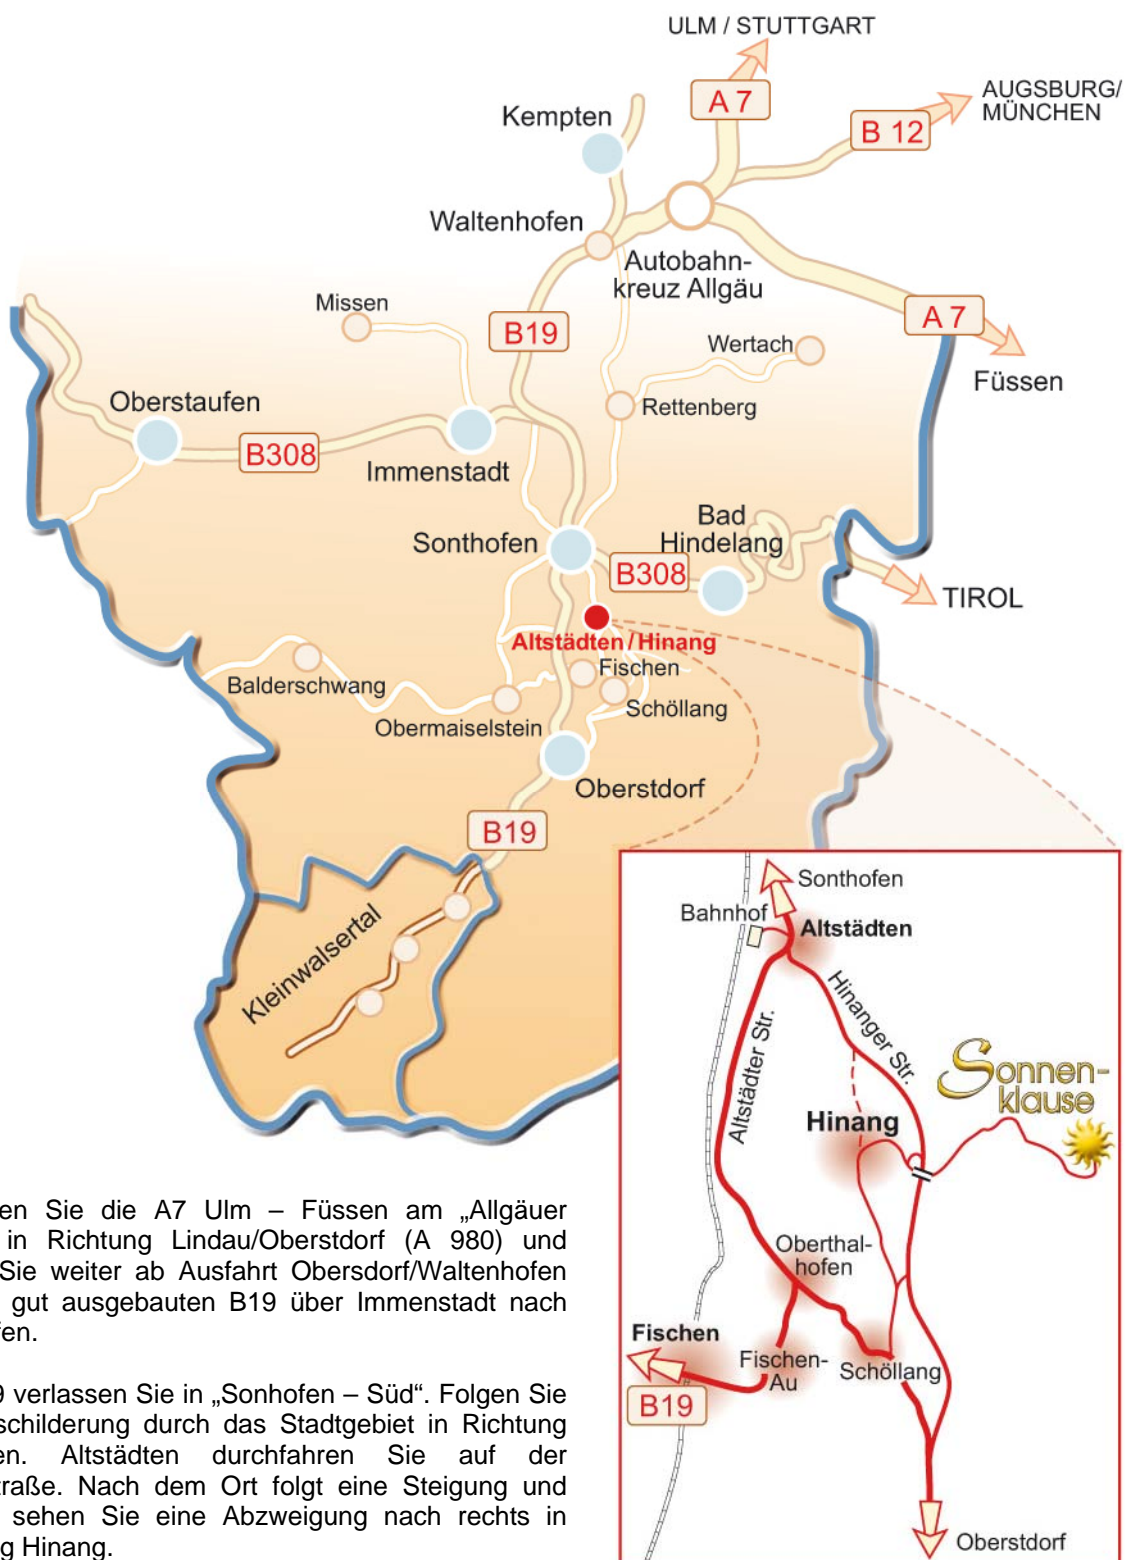 ULM / STUTTGART
A 7
AUGSBURG/
MÜNCHEN
B 12
Kempten
Waltenhofen
Autobahn-
kreuz Allgäu
A 7
Füssen
Missen
B19
Wertach
Rettenberg
Oberstaufen
B308
Immenstadt
Sonthofen
Bad
Hindelang
B308
TIROL
Altstädten / Hinang
Fischen
Schöllang
Balderschwang
Obermaiselstein
Oberstdorf
B19
Kleinwalsertal
Sonthofen
Bahnhof
Altstädten
Hinanger Str.
Altstädter Str.
Sonnen-
klause
Hinang
Oberthal-
hofen
Fischen
Fischen-
Au
Schöllang
B19
Oberstdorf
en Sie die A7 Ulm – Füssen am „Allgäuer
in Richtung Lindau/Oberstdorf (A 980) und
Sie weiter ab Ausfahrt Obersdorf/Waltenhofen
gut ausgebauten B19 über Immenstadt nach
fen.
9 verlassen Sie in „Sonhofen – Süd“. Folgen Sie
schilderung durch das Stadtgebiet in Richtung
en. Altstädten durchfahren Sie auf der
traße. Nach dem Ort folgt eine Steigung und
sehen Sie eine Abzweigung nach rechts in
g Hinang.